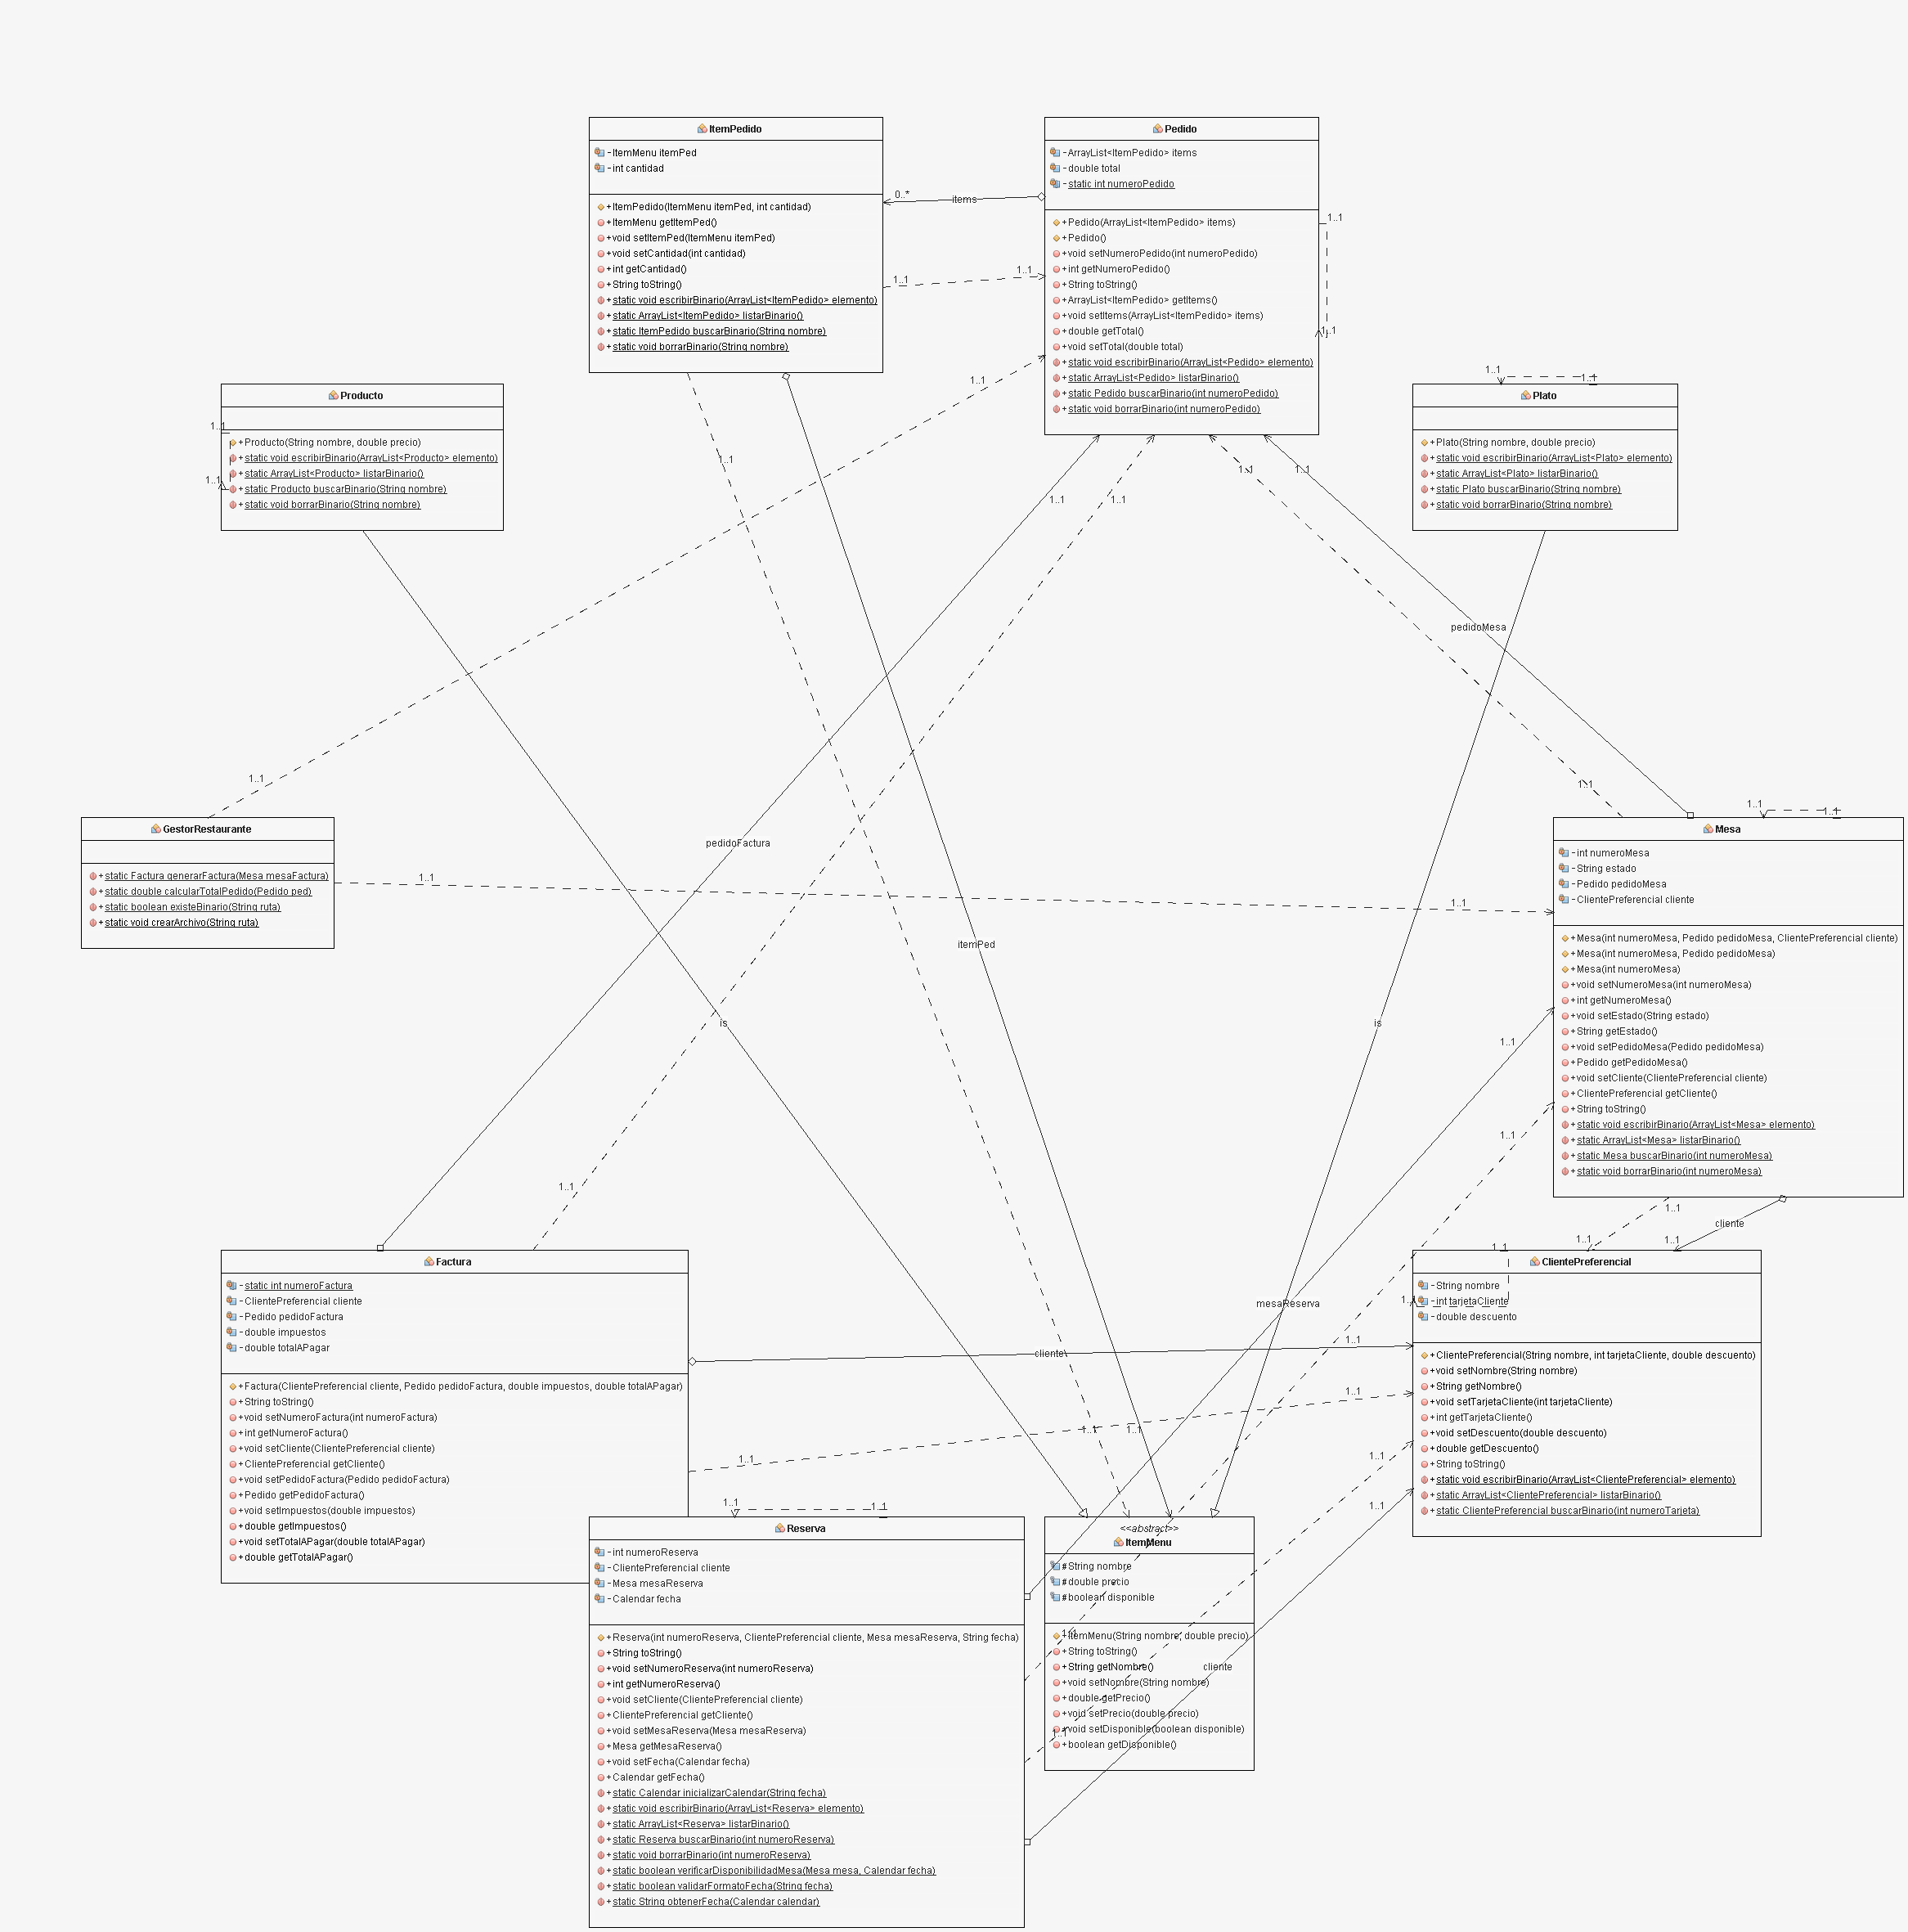 ItemPedido
- ItemMenu itemPed
- int cantidad
+ ItemPedido(ItemMenu itemPed, int cantidad)
+ ItemMenu getItemPed()
+ void setItemPed(ItemMenu itemPed)
+ void setCantidad(int cantidad)
+ int getCantidad()
+ String toString()
+ static void escribirBinario(ArrayList<ItemPedido> elemento)
+ static ArrayList<ItemPedido> listarBinario()
+ static ItemPedido buscarBinario(String nombre)
+ static void borrarBinario(String nombre)
Pedido
- ArrayList<ItemPedido> items
- double total
- static int numeroPedido
+ Pedido(ArrayList<ItemPedido> items)
+ Pedido()
+ void setNumeroPedido(int numeroPedido)
+ int getNumeroPedido()
+ String toString()
+ ArrayList<ItemPedido> getItems()
+ void setItems(ArrayList<ItemPedido> items)
+ double getTotal()
+ void setTotal(double total)
+ static void escribirBinario(ArrayList<Pedido> elemento)
+ static ArrayList<Pedido> listarBinario()
+ static Pedido buscarBinario(int numeroPedido)
+ static void borrarBinario(int numeroPedido)
0..*
items
1..1
1..1
1..1
1..1
Producto
+ Producto(String nombre, double precio)
+ static void escribirBinario(ArrayList<Producto> elemento)
+ static ArrayList<Producto> listarBinario()
+ static Producto buscarBinario(String nombre)
+ static void borrarBinario(String nombre)
1..1
1..1
1..1
1..1
Plato
+ Plato(String nombre, double precio)
+ static void escribirBinario(ArrayList<Plato> elemento)
+ static ArrayList<Plato> listarBinario()
+ static Plato buscarBinario(String nombre)
+ static void borrarBinario(String nombre)
1..1
1..1
1..1
1..1
1..1
1..1
pedidoMesa
1..1
1..1
1..1
1..1
GestorRestaurante
+ static Factura generarFactura(Mesa mesaFactura)
+ static double calcularTotalPedido(Pedido ped)
+ static boolean existeBinario(String ruta)
+ static void crearArchivo(String ruta)
pedidoFactura
1..1
1..1
itemPed
is
is
Mesa
- int numeroMesa
- String estado
- Pedido pedidoMesa
- ClientePreferencial cliente
+ Mesa(int numeroMesa, Pedido pedidoMesa, ClientePreferencial cliente)
+ Mesa(int numeroMesa, Pedido pedidoMesa)
+ Mesa(int numeroMesa)
+ void setNumeroMesa(int numeroMesa)
+ int getNumeroMesa()
+ void setEstado(String estado)
+ String getEstado()
+ void setPedidoMesa(Pedido pedidoMesa)
+ Pedido getPedidoMesa()
+ void setCliente(ClientePreferencial cliente)
+ ClientePreferencial getCliente()
+ String toString()
+ static void escribirBinario(ArrayList<Mesa> elemento)
+ static ArrayList<Mesa> listarBinario()
+ static Mesa buscarBinario(int numeroMesa)
+ static void borrarBinario(int numeroMesa)
1..1
1..1
1..1
1..1
cliente
1..1
1..1
1..1
Factura
- static int numeroFactura
- ClientePreferencial cliente
- Pedido pedidoFactura
- double impuestos
- double totalAPagar
+ Factura(ClientePreferencial cliente, Pedido pedidoFactura, double impuestos, double totalAPagar)
+ String toString()
+ void setNumeroFactura(int numeroFactura)
+ int getNumeroFactura()
+ void setCliente(ClientePreferencial cliente)
+ ClientePreferencial getCliente()
+ void setPedidoFactura(Pedido pedidoFactura)
+ Pedido getPedidoFactura()
+ void setImpuestos(double impuestos)
+ double getImpuestos()
+ void setTotalAPagar(double totalAPagar)
+ double getTotalAPagar()
mesaReserva
1..1
cliente
1..1
1..1
1..1
1..1
1..1
1..1
ClientePreferencial
- String nombre
- int tarjetaCliente
- double descuento
+ ClientePreferencial(String nombre, int tarjetaCliente, double descuento)
+ void setNombre(String nombre)
+ String getNombre()
+ void setTarjetaCliente(int tarjetaCliente)
+ int getTarjetaCliente()
+ void setDescuento(double descuento)
+ double getDescuento()
+ String toString()
+ static void escribirBinario(ArrayList<ClientePreferencial> elemento)
+ static ArrayList<ClientePreferencial> listarBinario()
+ static ClientePreferencial buscarBinario(int numeroTarjeta)
1..1
1..1
1..1
Reserva
- int numeroReserva
- ClientePreferencial cliente
- Mesa mesaReserva
- Calendar fecha
+ Reserva(int numeroReserva, ClientePreferencial cliente, Mesa mesaReserva, String fecha)
+ String toString()
+ void setNumeroReserva(int numeroReserva)
+ int getNumeroReserva()
+ void setCliente(ClientePreferencial cliente)
+ ClientePreferencial getCliente()
+ void setMesaReserva(Mesa mesaReserva)
+ Mesa getMesaReserva()
+ void setFecha(Calendar fecha)
+ Calendar getFecha()
+ static Calendar inicializarCalendar(String fecha)
+ static void escribirBinario(ArrayList<Reserva> elemento)
+ static ArrayList<Reserva> listarBinario()
+ static Reserva buscarBinario(int numeroReserva)
+ static void borrarBinario(int numeroReserva)
+ static boolean verificarDisponibilidadMesa(Mesa mesa, Calendar fecha)
+ static boolean validarFormatoFecha(String fecha)
+ static String obtenerFecha(Calendar calendar)
<<abstract>>
ItemMenu
# String nombre
# double precio
# boolean disponible
+ ItemMenu(String nombre, double precio)
+ String toString()
+ String getNombre()
+ void setNombre(String nombre)
+ double getPrecio()
+ void setPrecio(double precio)
+ void setDisponible(boolean disponible)
+ boolean getDisponible()
cliente
1..1